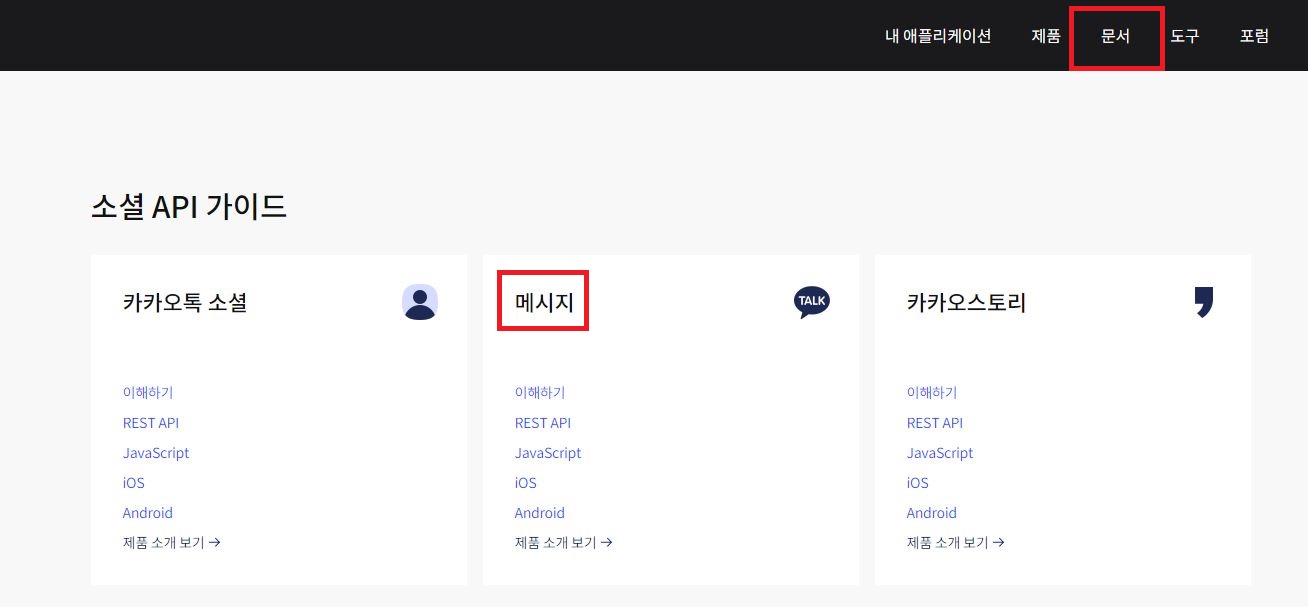 내 애플리케이션 제품 문서 도구 포럼
소셜 API 가이드
카카오톡 소셜
이해하기
REST API
JavaScript
iOS
Android
제품 소개 보기 →
메시지
TALK
이해하기
REST API
JavaScript
iOS
Android
제품 소개 보기 →
카카오스토리
이해하기
REST API
JavaScript
iOS
Android
제품 소개 보기 →